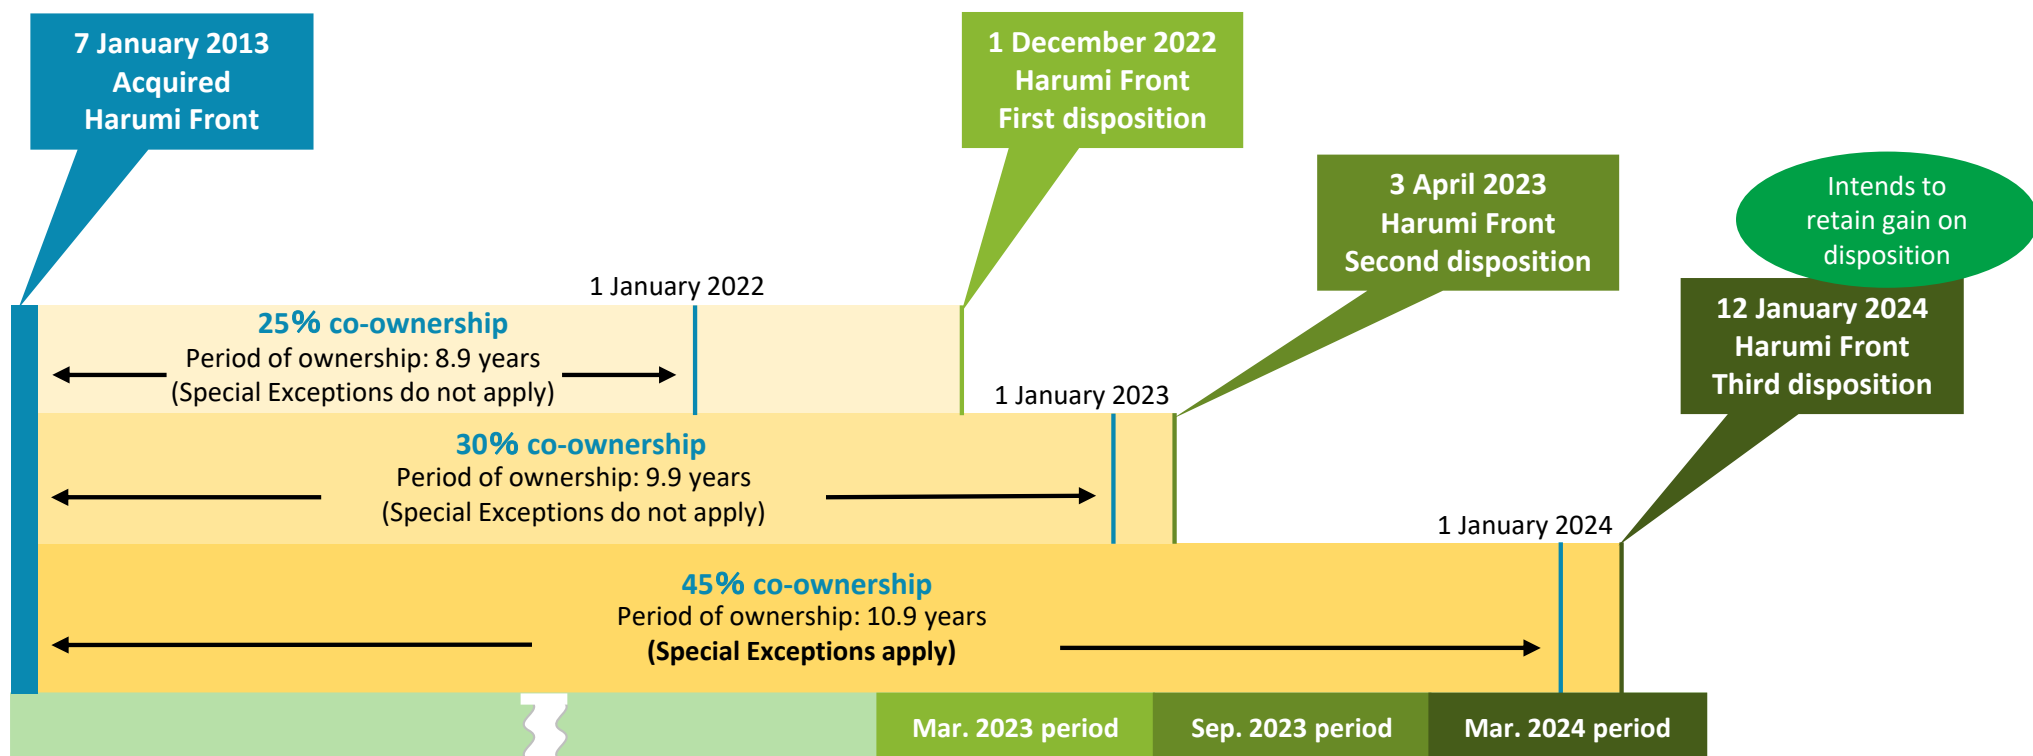 7 January 2013
Acquired
Harumi Front
1 December 2022
Harumi Front
First disposition
3 April 2023
Harumi Front
Second disposition
Intends to
retain gain on
disposition
12 January 2024
Harumi Front
Third disposition
1 January 2022
25% co-ownership
Period of ownership: 8.9 years
(Special Exceptions do not apply)
1 January 2023
30% co-ownership
Period of ownership: 9.9 years
(Special Exceptions do not apply)
1 January 2024
45% co-ownership
Period of ownership: 10.9 years
(Special Exceptions apply)
Mar. 2023 period
Sep. 2023 period
Mar. 2024 period